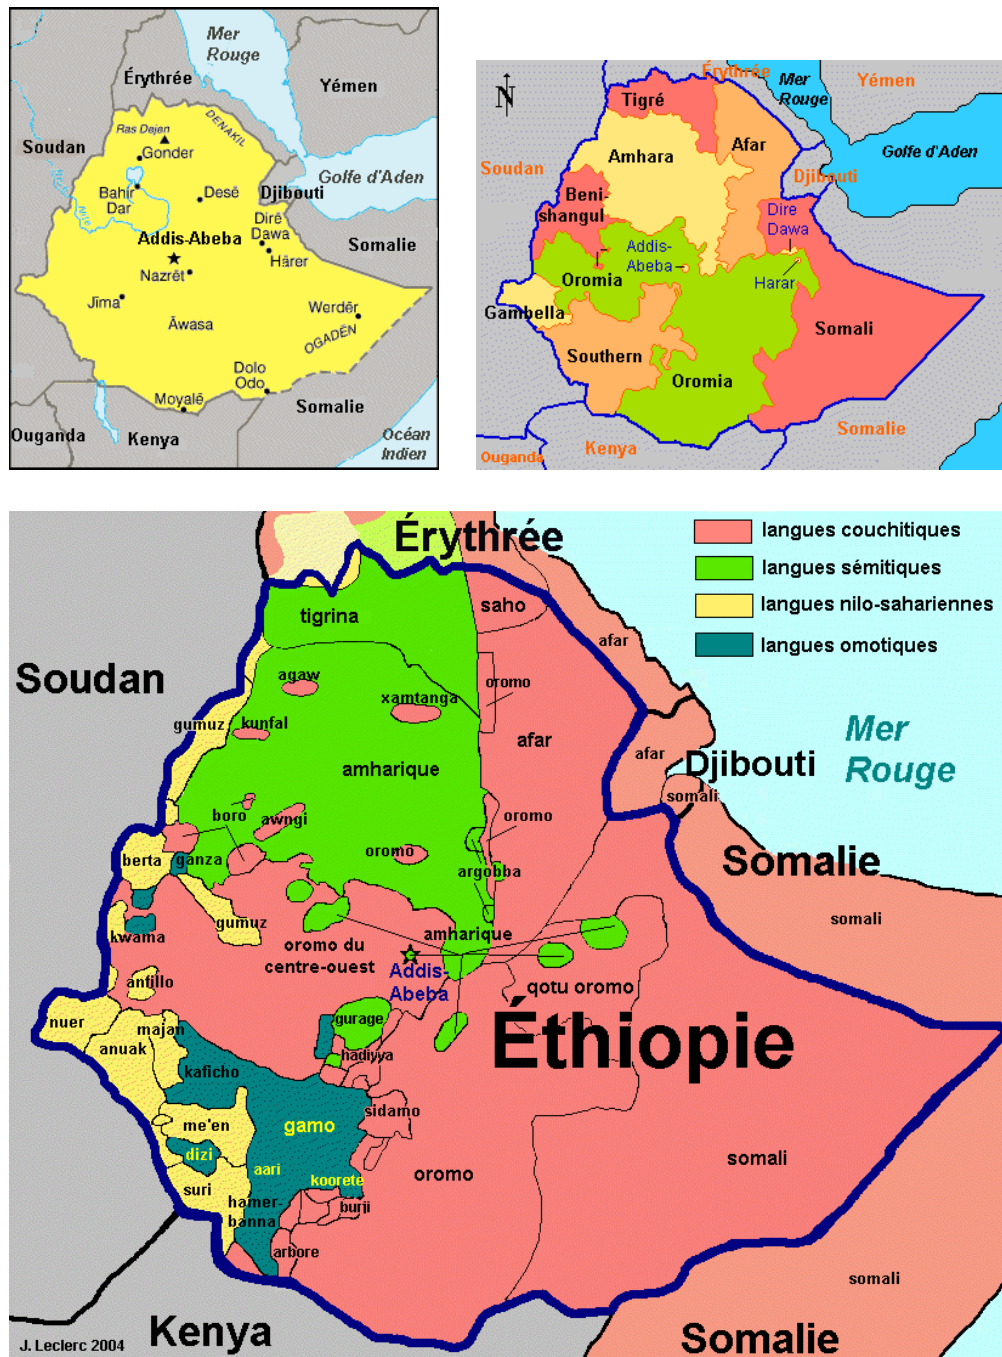 Mer
Rouge
Érythrée
Yémen
Ras Dejen
DENAKIL
Soudan
Gonder
Golfe d'Aden
Bahir
Dar
Desē
Djibouti
Nil
Dirē
Dawa
Addis-Abeba
Somalie
Hārer
Nazrēt
Jīma
Werdēr
Āwasa
OGADĒN
Dolo
Odo
Moyalē
Somalie
Ouganda
Kenya
Océan
Indien
Érythrée
Mer
Rouge
Yémen
N
Tigré
Afar
Amhara
Golfe d'Aden
Soudan
Djibouti
Beni-
shangul
Dire
Dawa
Addis-
Abeba
Oromia
Harar
Gambella
Somali
Southern
Oromia
Somalie
Kenya
Ouganda
Érythrée
langues couchitiques
langues sémitiques
langues nilo-sahariennes
langues omotiques
tigrina
saho
afar
Soudan
agaw
oromo
xamtanga
gumuz
kunfal
afar
Mer
Rouge
amharique
afar
Djibouti
somali
boro
awngi
oromo
berta
ganza
oromo
argobba
Somalie
somali
gumuz
kwama
amharique
oromo du
centre-ouest
Addis-
Abeba
anfillo
qotu oromo
nuer
majan
gurage
Éthiopie
anuak
hadiyya
kaficho
sidamo
me'en
gamo
dizi
aari
koorete
oromo
somali
suri
hamer-
banna
burji
arbore
somali
Kenya
Somalie
J. Leclerc 2004